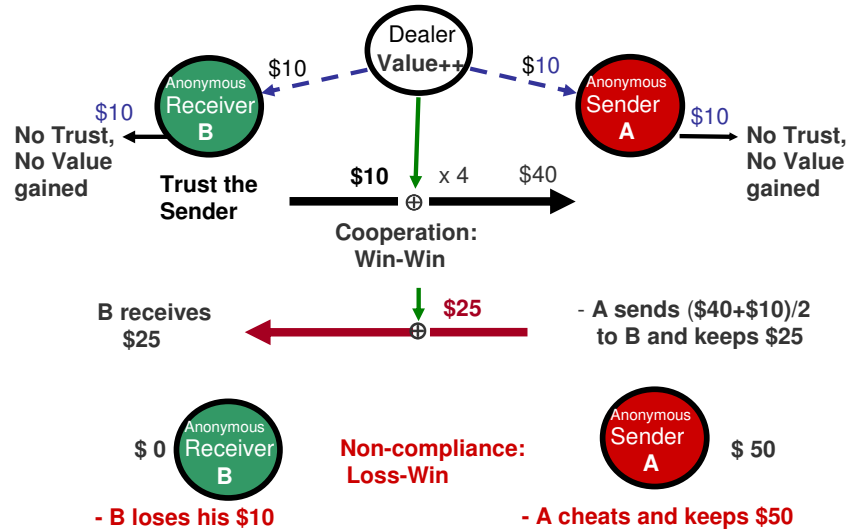 Dealer
Value++
$10
$10
Anonymous
Receiver
B
Anonymous
Sender
A
$10
$10
No Trust,
No Value
gained
No Trust,
No Value
gained
Trust the
Sender
$10
x 4
$40
⊕
Cooperation:
Win-Win
B receives
$25
$25
⊕
- A sends ($40+$10)/2
to B and keeps $25
$ 0
Anonymous
Receiver
B
Non-compliance:
Loss-Win
Anonymous
Sender
A
$ 50
- B loses his $10
- A cheats and keeps $50